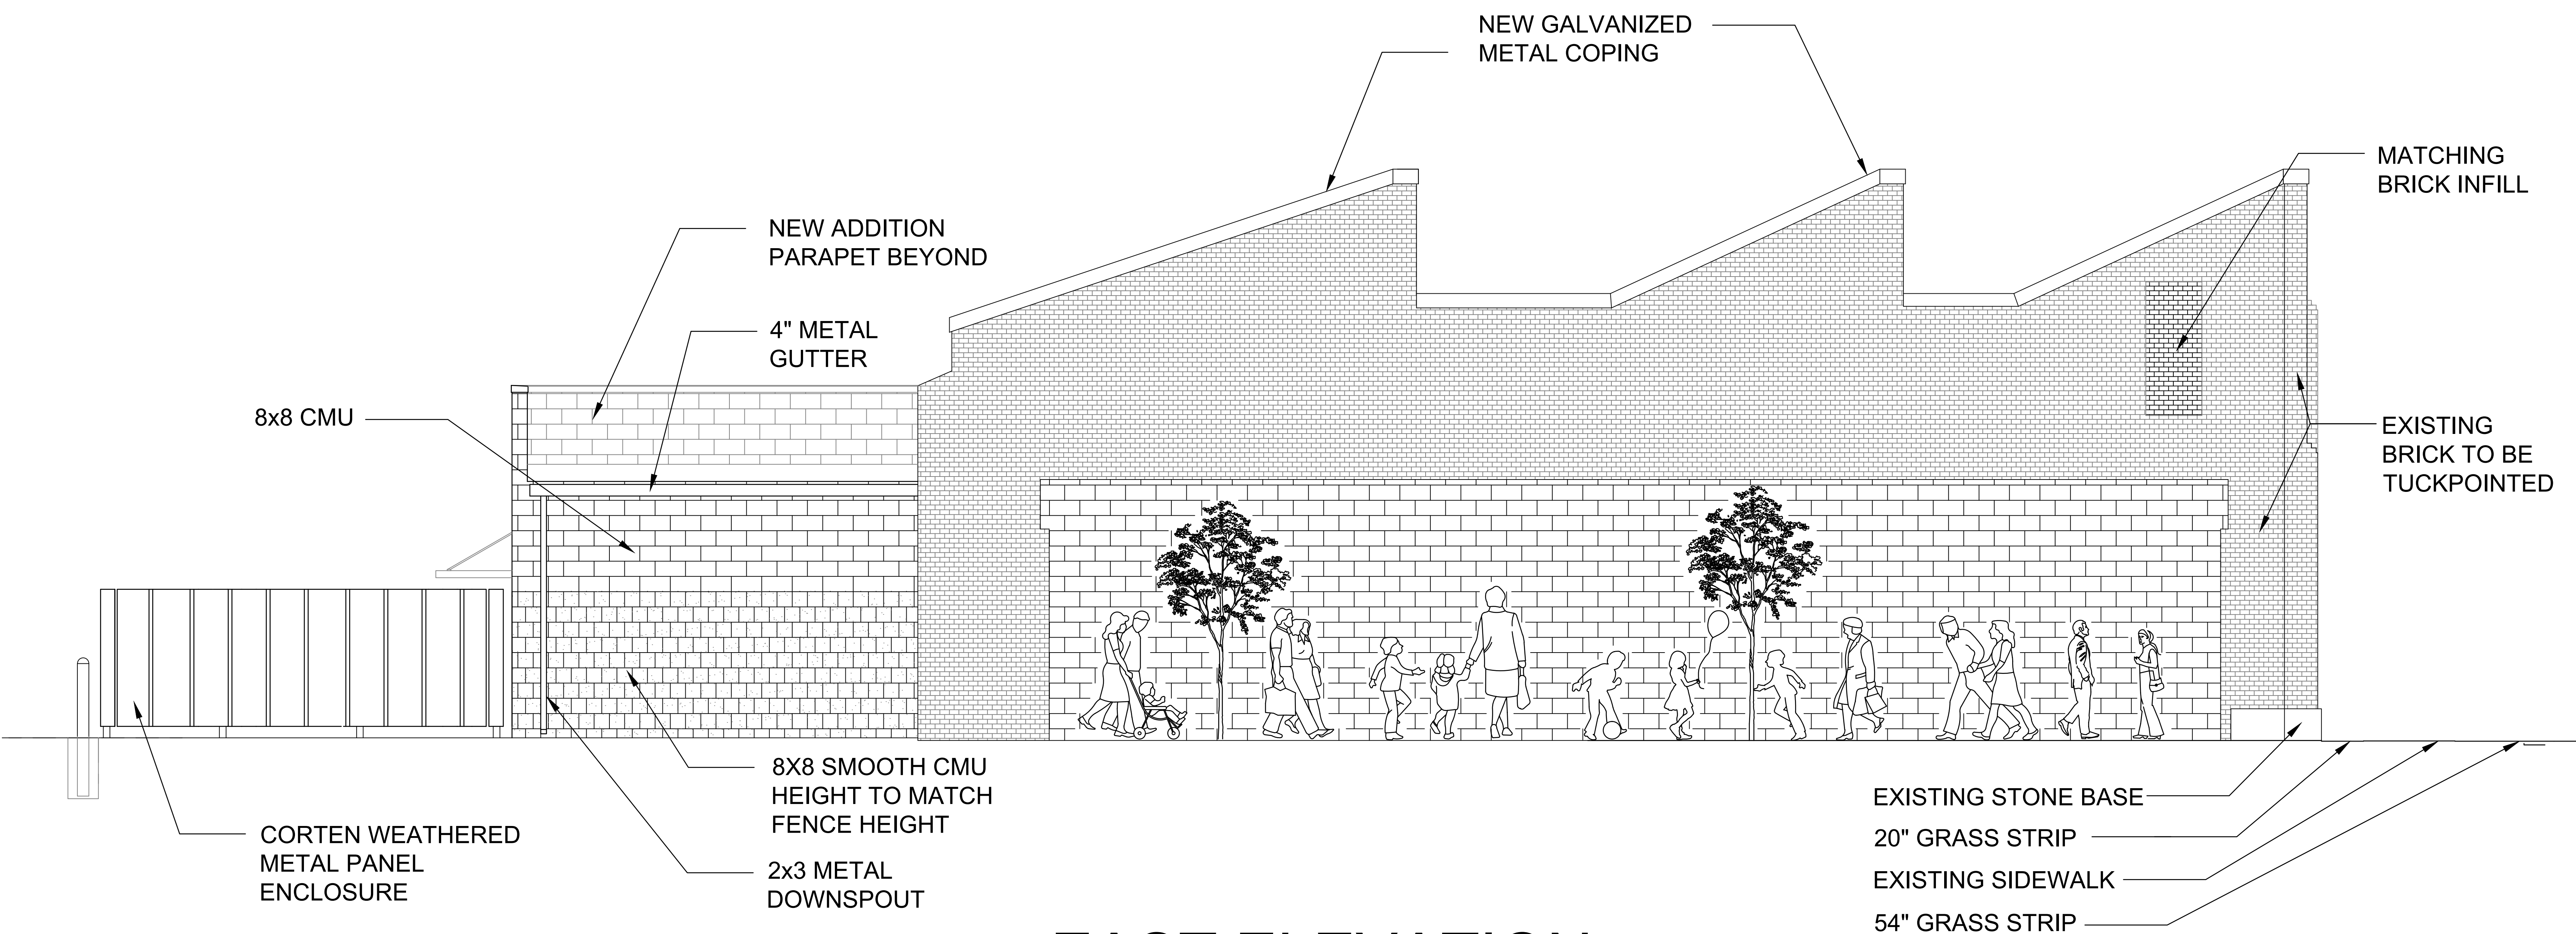 NEW GALVANIZED
METAL COPING
MATCHING
BRICK INFILL
NEW ADDITION
PARAPET BEYOND
4" METAL
GUTTER
8x8 CMU
EXISTING
BRICK TO BE
TUCKPOINTED
8X8 SMOOTH CMU
HEIGHT TO MATCH
FENCE HEIGHT
CORTEN WEATHERED
METAL PANEL
ENCLOSURE
2x3 METAL
DOWNSPOUT
EXISTING STONE BASE
20" GRASS STRIP
EXISTING SIDEWALK
54" GRASS STRIP
EAST ELEVATION